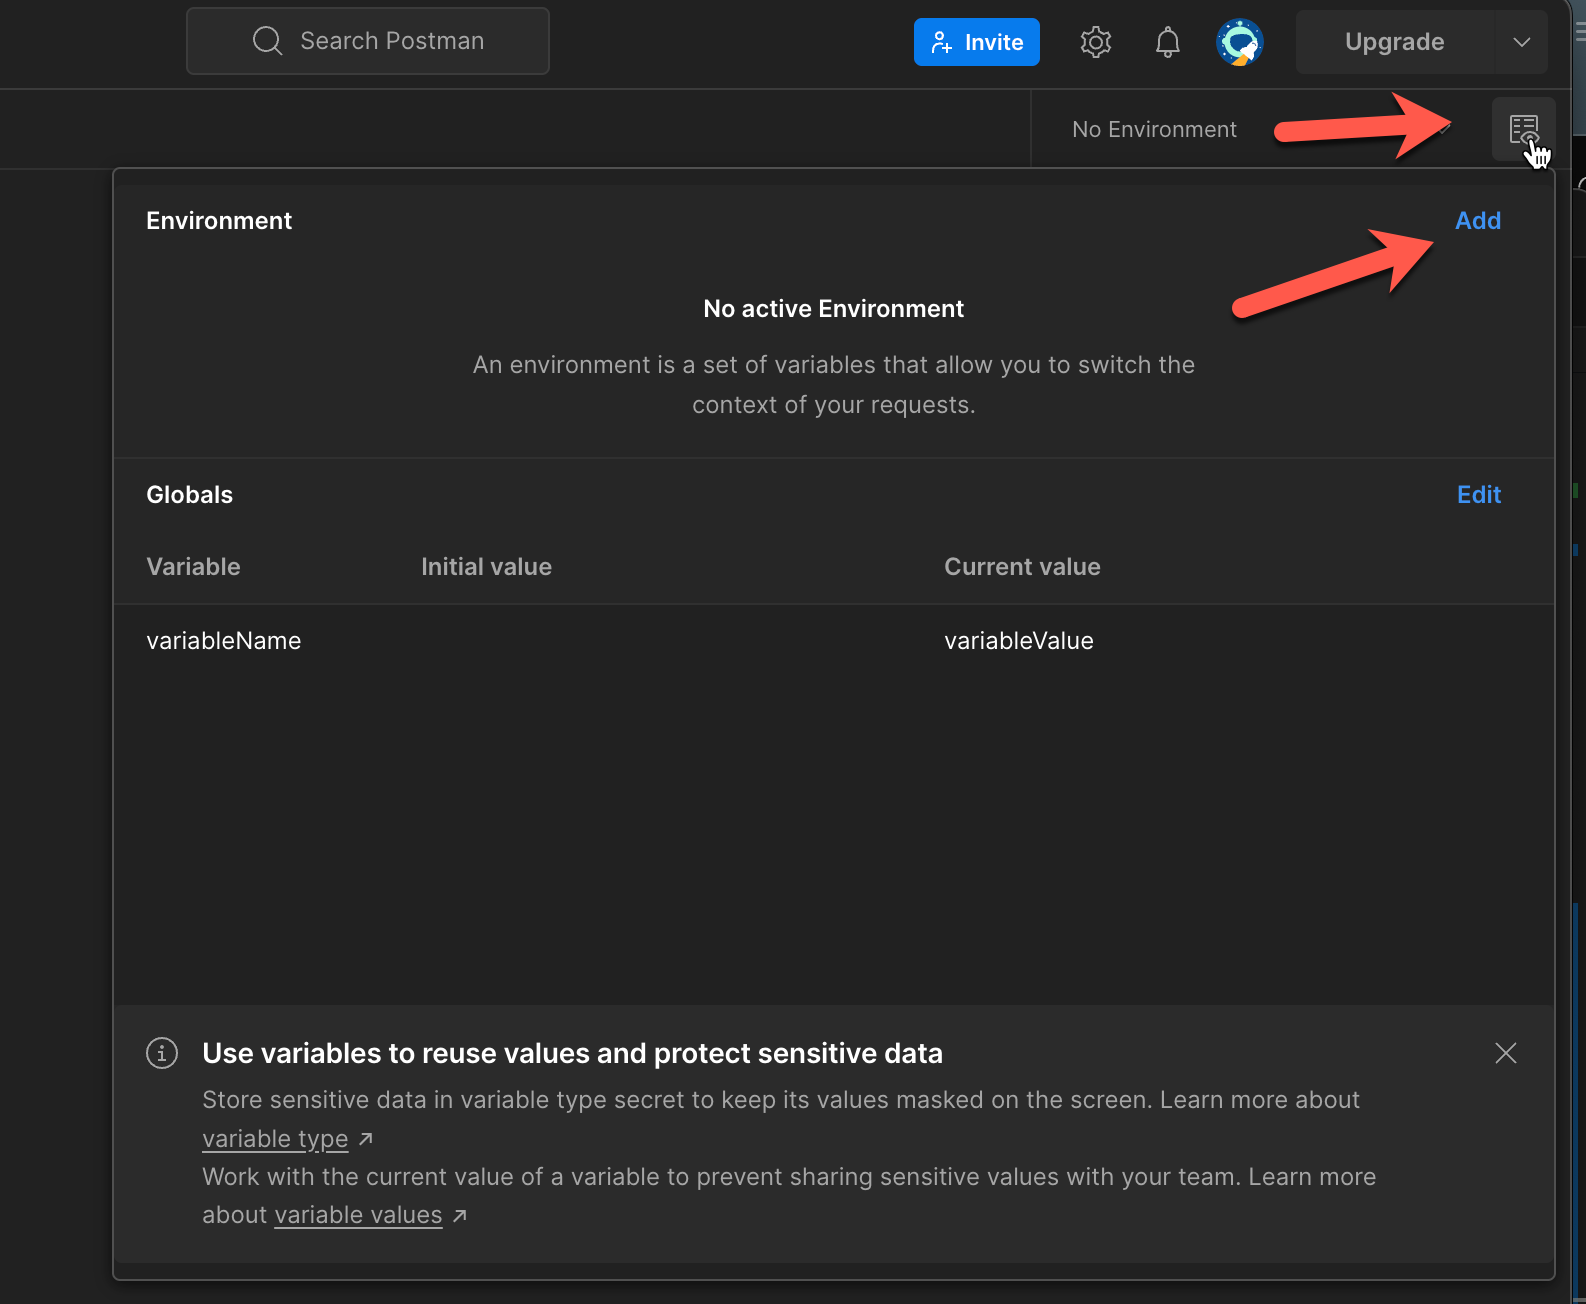 Search Postman
Invite
Upgrade
No Environment
Environment
Add
No active Environment
An environment is a set of variables that allow you to switch the
context of your requests.
Globals
Edit
Variable Initial value Current value
variableName variableValue
Use variables to reuse values and protect sensitive data
Store sensitive data in variable type secret to keep its values masked on the screen. Learn more about
variable type ↗
Work with the current value of a variable to prevent sharing sensitive values with your team. Learn more
about variable values ↗